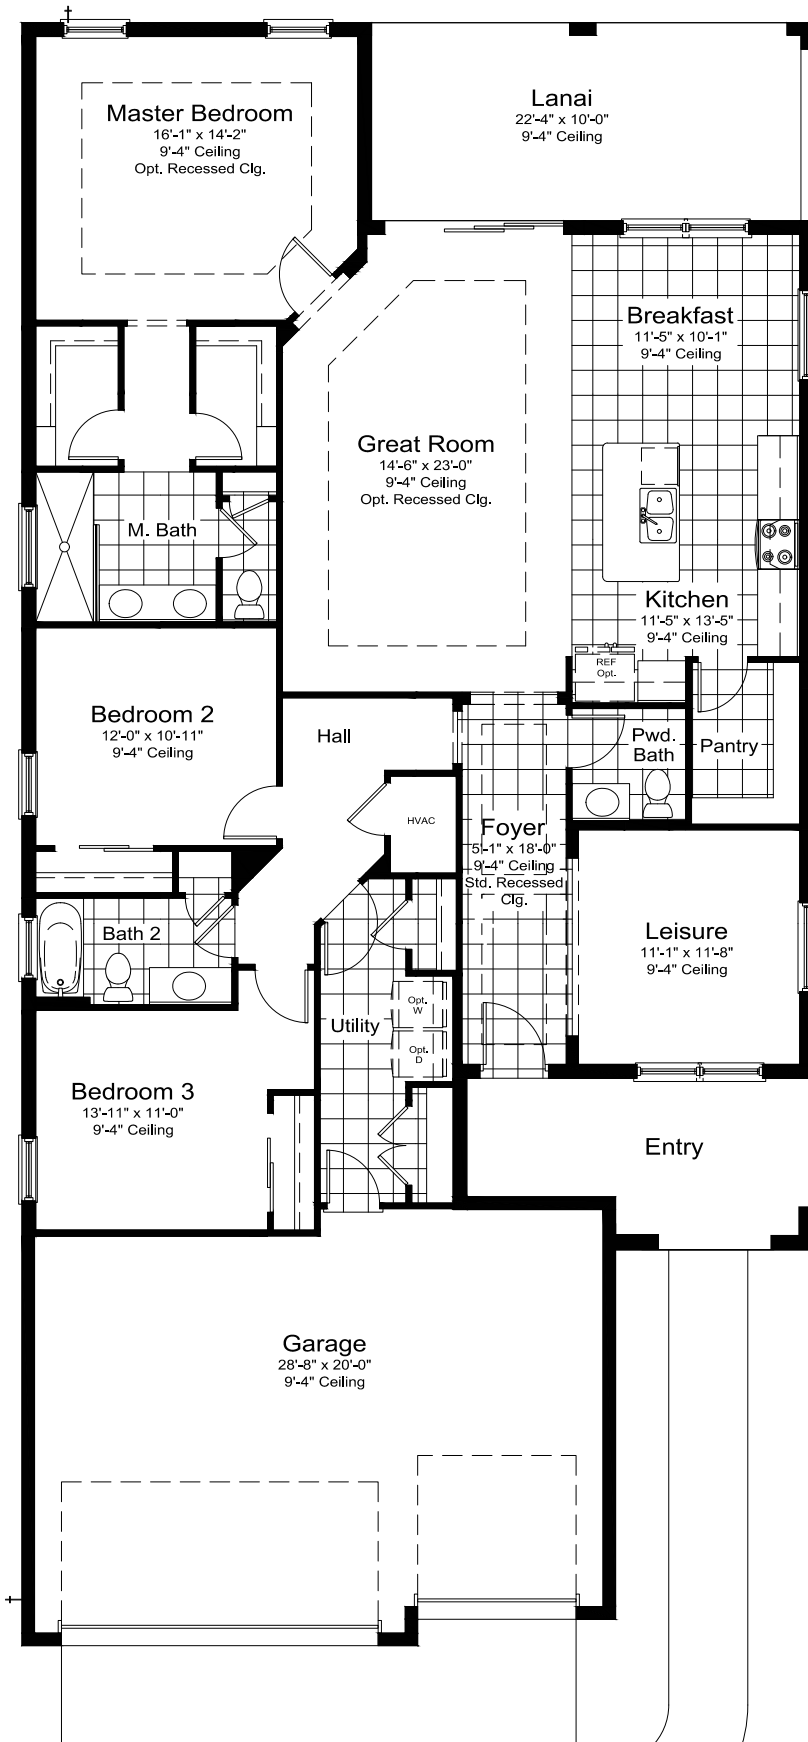 Master Bedroom
16'-1" x 14'-2"
9'-4" Ceiling
Opt. Recessed Clg.
Lanai
22'-4" x 10'-0"
9'-4" Ceiling
Breakfast
11'-5" x 10'-1"
9'-4" Ceiling
Great Room
14'-6" x 23'-0"
9'-4" Ceiling
Opt. Recessed Clg.
M. Bath
Kitchen
11'-5" x 13'-5"
9'-4" Ceiling
REF
Opt.
Bedroom 2
12'-0" x 10'-11"
9'-4" Ceiling
Hall
Pwd.
Bath
Pantry
HVAC
Foyer
5'-1" x 18'-0"
9'-4" Ceiling
Std. Recessed
Clg.
Bath 2
Leisure
11'-1" x 11'-8"
9'-4" Ceiling
Utility
Opt.
W
Opt.
D
Bedroom 3
13'-11" x 11'-0"
9'-4" Ceiling
Entry
Garage
28'-8" x 20'-0"
9'-4" Ceiling